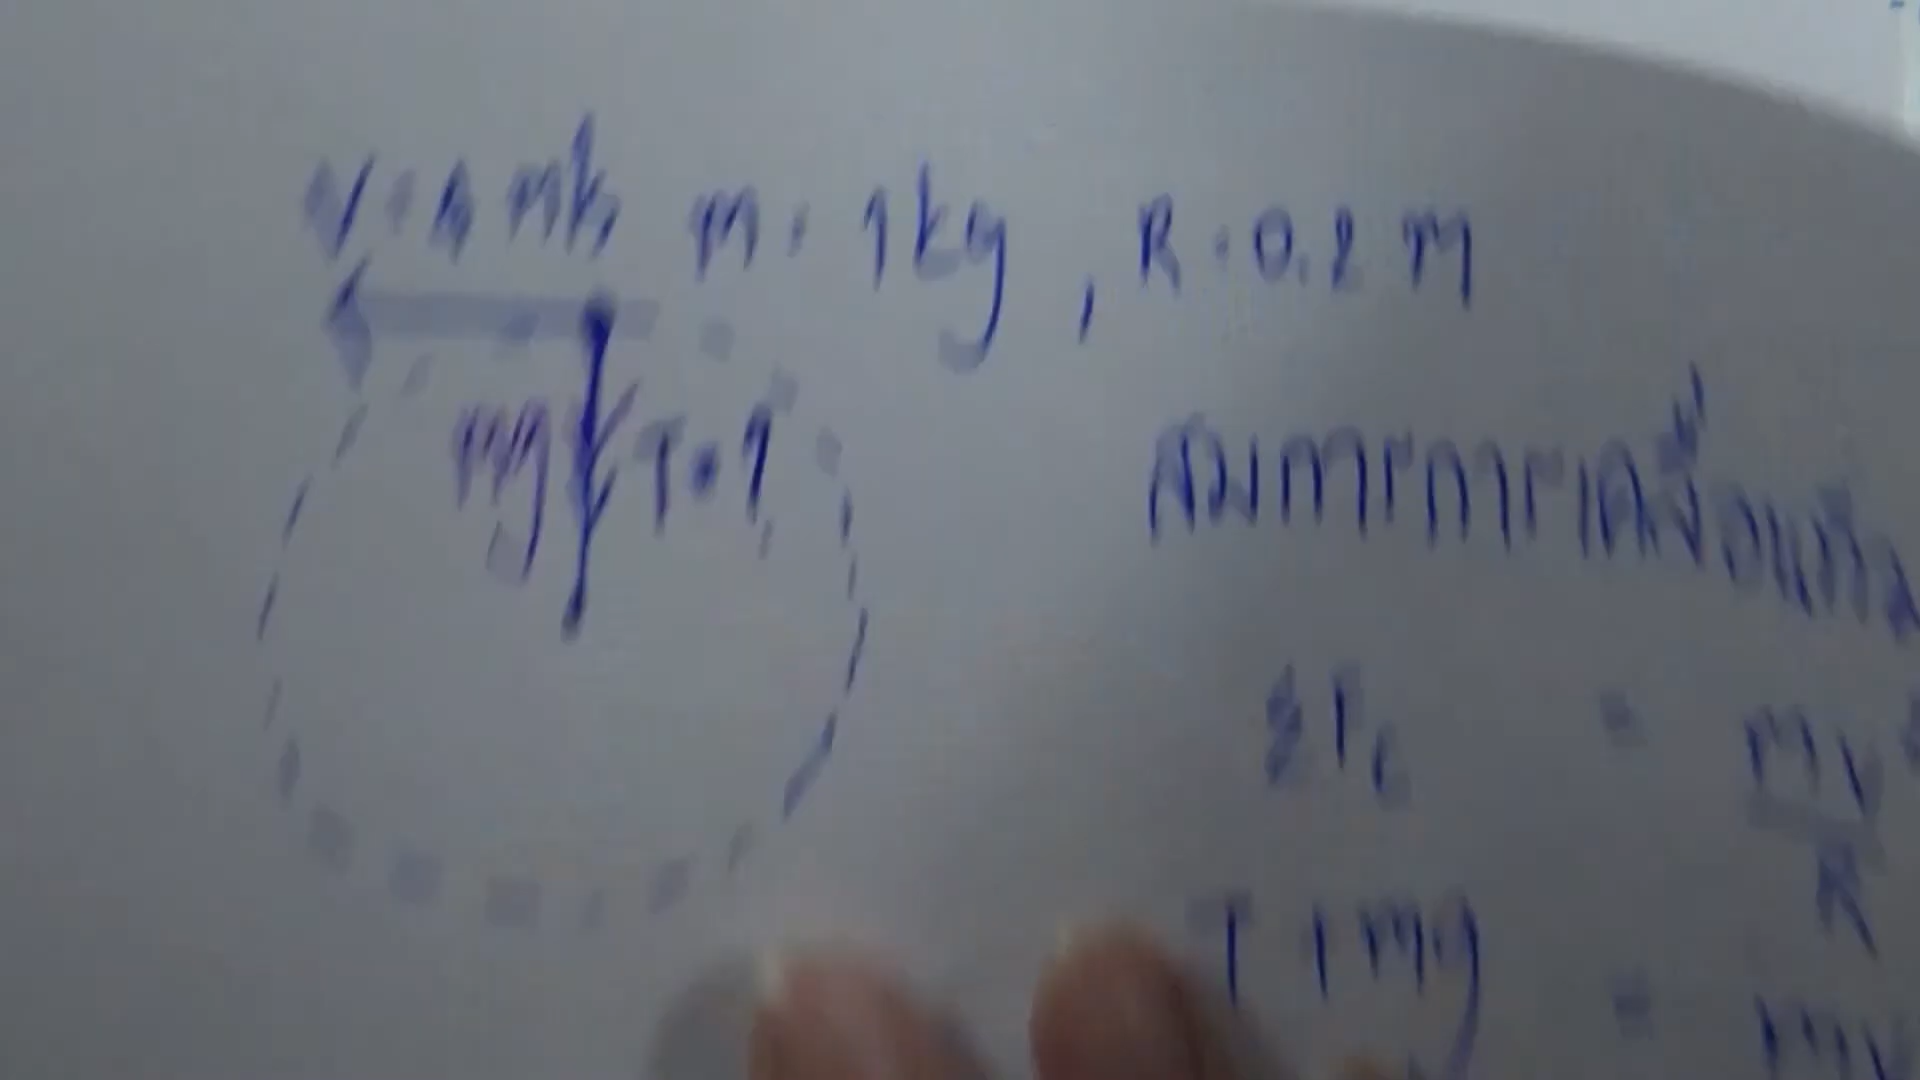 V = 4 m/s m = 1 kg , R = 0.2 m
mg T = ?
สมการการเคลื่อนที่
ΣFc = mv²/R
T + mg = mv